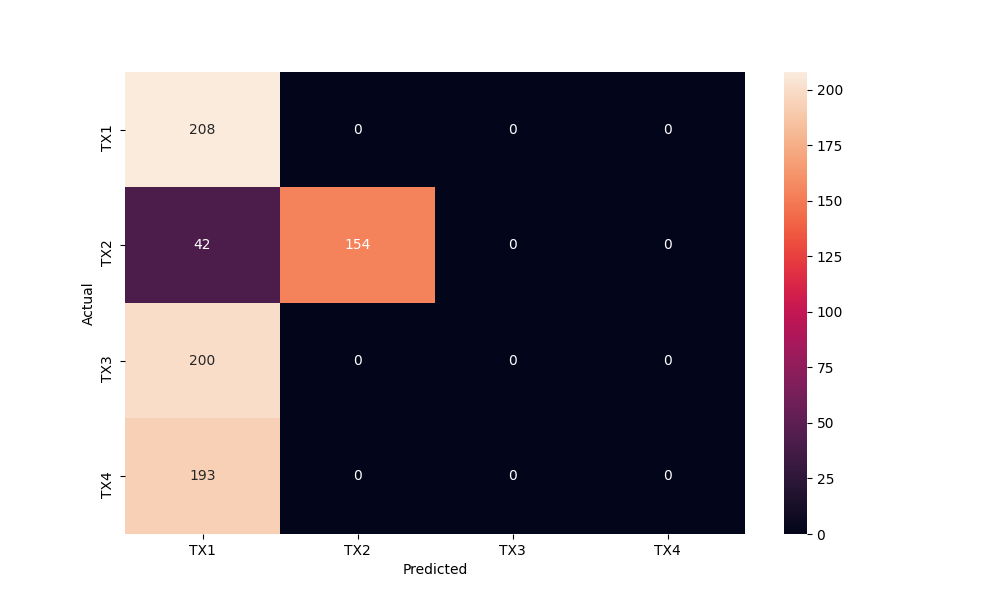 TX1 208 0 0 0
TX2 42 154 0 0
TX3 200 0 0 0
TX4 193 0 0 0
TX1 TX2 TX3 TX4
Predicted
Actual
200
175
150
125
100
75
50
25
0